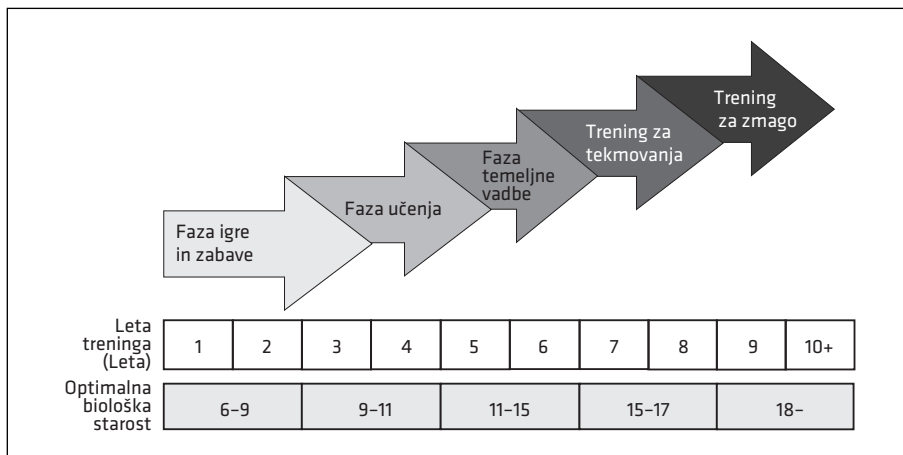 Trening
za zmago
Trening za
tekmovanja
Faza
temeljne
vadbe
Faza učenja
Faza igre
in zabave
Leta
treninga
(Leta)
1 2 3 4 5 6 7 8 9 10+
Optimalna
biološka
starost
6–9 9–11 11–15 15–17 18–